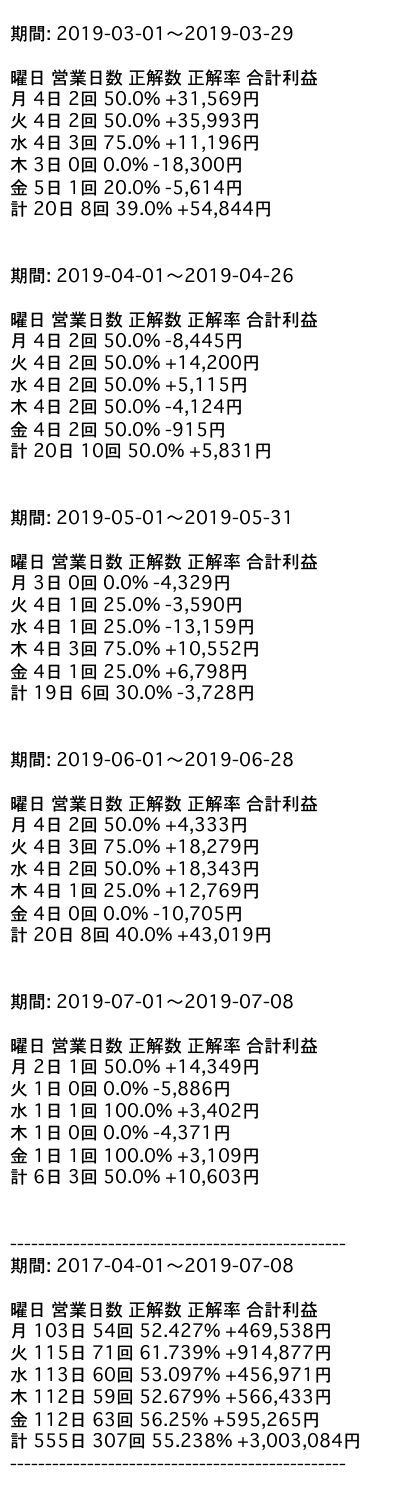 期間: 2019-03-01～2019-03-29
曜日 営業日数 正解数 正解率 合計利益
月 4日 2回 50.0% +31,569円
火 4日 2回 50.0% +35,993円
水 4日 3回 75.0% +11,196円
木 3日 0回 0.0% -18,300円
金 5日 1回 20.0% -5,614円
計 20日 8回 39.0% +54,844円
期間: 2019-04-01～2019-04-26
曜日 営業日数 正解数 正解率 合計利益
月 4日 2回 50.0% -8,445円
火 4日 2回 50.0% +14,200円
水 4日 2回 50.0% +5,115円
木 4日 2回 50.0% -4,124円
金 4日 2回 50.0% -915円
計 20日 10回 50.0% +5,831円
期間: 2019-05-01～2019-05-31
曜日 営業日数 正解数 正解率 合計利益
月 3日 0回 0.0% -4,329円
火 4日 1回 25.0% -3,590円
水 4日 1回 25.0% -13,159円
木 4日 3回 75.0% +10,552円
金 4日 1回 25.0% +6,798円
計 19日 6回 30.0% -3,728円
期間: 2019-06-01～2019-06-28
曜日 営業日数 正解数 正解率 合計利益
月 4日 2回 50.0% +4,333円
火 4日 3回 75.0% +18,279円
水 4日 2回 50.0% +18,343円
木 4日 1回 25.0% +12,769円
金 4日 0回 0.0% -10,705円
計 20日 8回 40.0% +43,019円
期間: 2019-07-01～2019-07-08
曜日 営業日数 正解数 正解率 合計利益
月 2日 1回 50.0% +14,349円
火 1日 0回 0.0% -5,886円
水 1日 1回 100.0% +3,402円
木 1日 0回 0.0% -4,371円
金 1日 1回 100.0% +3,109円
計 6日 3回 50.0% +10,603円
------------------------------------------------
期間: 2017-04-01～2019-07-08
曜日 営業日数 正解数 正解率 合計利益
月 103日 54回 52.427% +469,538円
火 115日 71回 61.739% +914,877円
水 113日 60回 53.097% +456,971円
木 112日 59回 52.679% +566,433円
金 112日 63回 56.25% +595,265円
計 555日 307回 55.238% +3,003,084円
------------------------------------------------